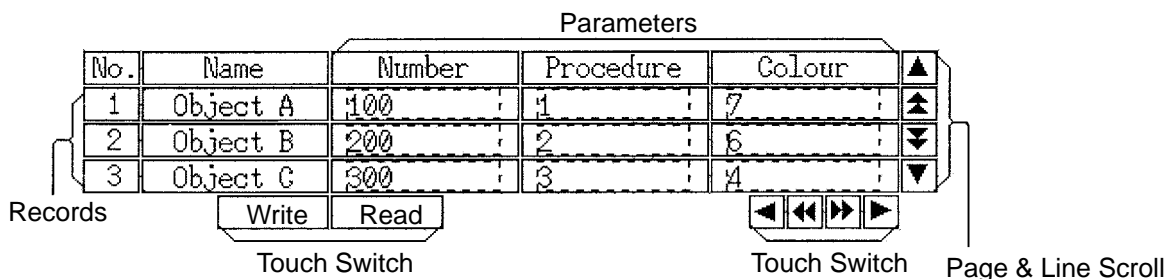 Parameters
No. Name Number Procedure Colour ▲
1 Object A 100 1 7
2 Object B 200 2 6
3 Object C 300 3 4 ▼
Records Write Read ◀ ◀◀ ▶▶ ▶
Touch Switch Touch Switch Page & Line Scroll